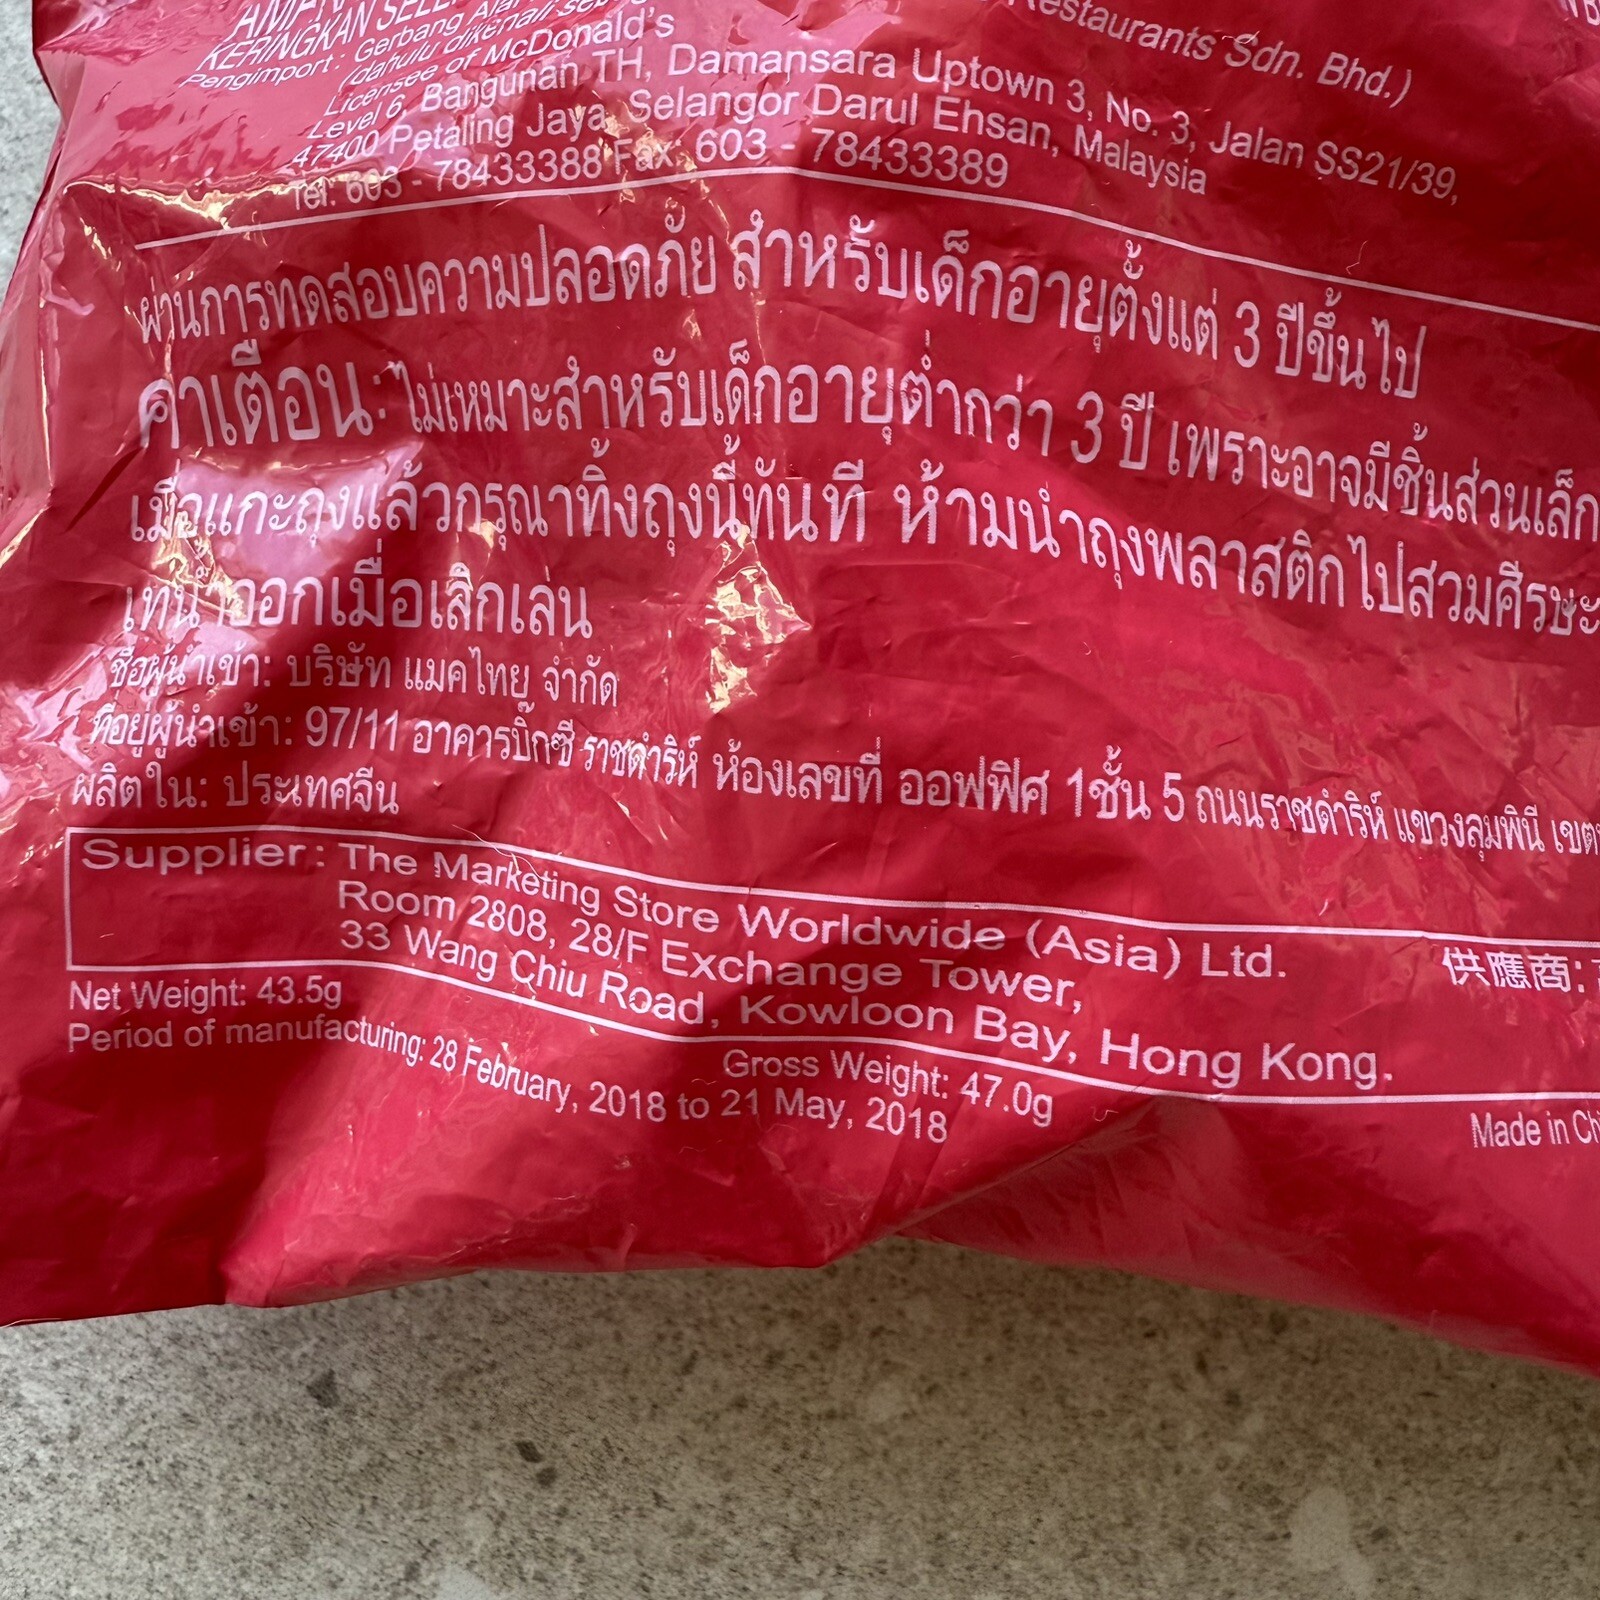 KERINGKAN
Pengimport: Gerbang Alaf Restaurants Sdn. Bhd.)
(dahulu dikenali
Licensee of McDonald's
Level 6, Bangunan TH, Damansara Uptown 3, No. 3, Jalan SS21/39,
47400 Petaling Jaya, Selangor Darul Ehsan, Malaysia
Tel: 603 - 78433388 Fax: 603 - 78433389
ผ่านการทดสอบความปลอดภัย สำหรับเด็กอายุตั้งแต่ 3 ปีขึ้นไป
คำเตือน: ไม่เหมาะสำหรับเด็กอายุต่ำกว่า 3 ปี เพราะอาจมีชิ้นส่วนเล็ก
เมื่อแกะถุงแล้วกรุณาทิ้งถุงนี้ทันที ห้ามนำถุงพลาสติกไปสวมศีรษะ
เทน้ำออกเมื่อเลิกเล่น
ชื่อผู้นำเข้า: บริษัท แมคไทย จำกัด
ที่อยู่ผู้นำเข้า: 97/11 อาคารบิ๊กซี ราชดำริห์ ห้องเลขที่ ออฟฟิศ 1ชั้น 5 ถนนราชดำริห์ แขวงลุมพินี
ผลิตใน: ประเทศจีน
Supplier: The Marketing Store Worldwide (Asia) Ltd. 供應商:
Room 2808, 28/F Exchange Tower,
33 Wang Chiu Road, Kowloon Bay, Hong Kong.
Net Weight: 43.5g Gross Weight: 47.0g Made in
Period of manufacturing: 28 February, 2018 to 21 May, 2018